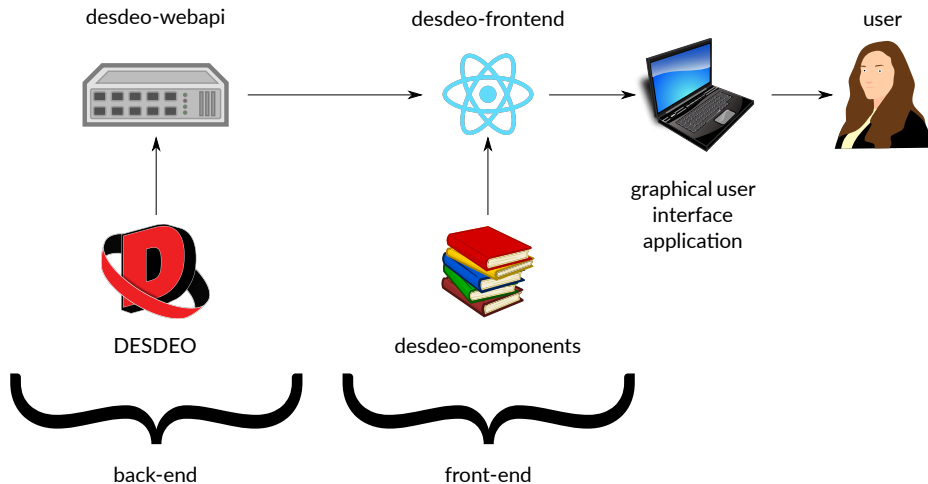 desdeo-webapi
desdeo-frontend
user
graphical user
interface
application
D
DESDEO
desdeo-components
back-end
front-end